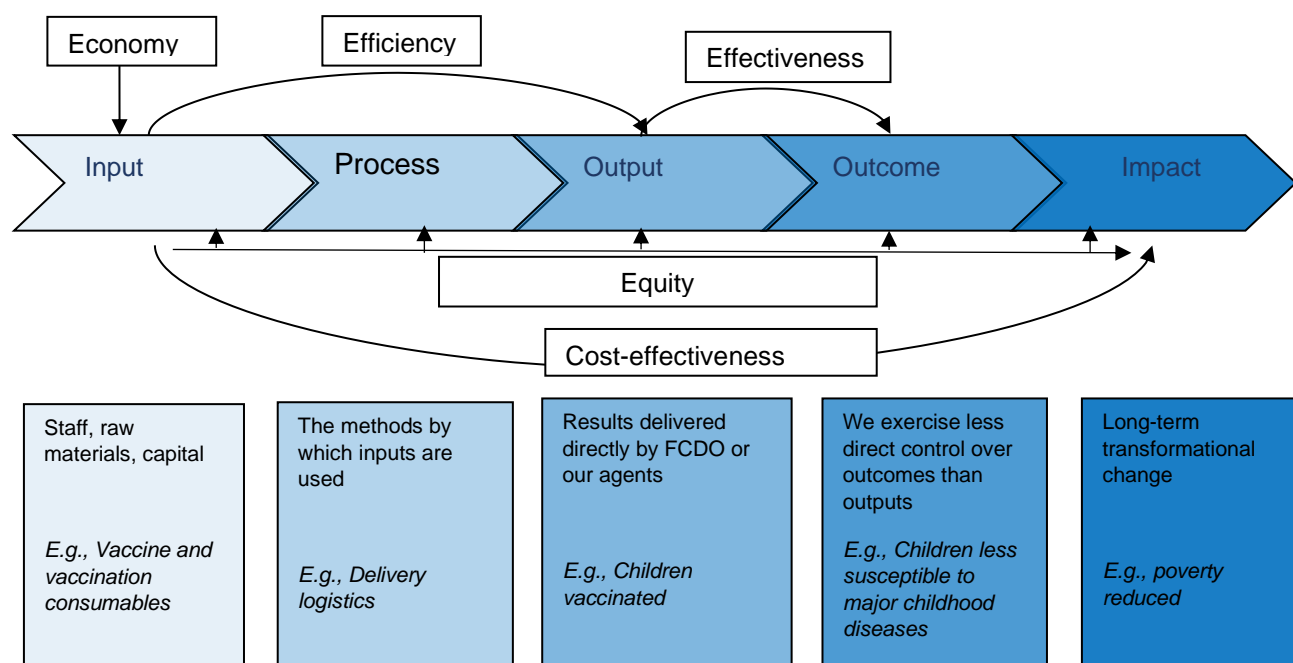 Economy
Efficiency
Effectiveness
Input
Process
Output
Outcome
Impact
Equity
Cost-effectiveness
Staff, raw
materials, capital
E.g., Vaccine and
vaccination
consumables
The methods by
which inputs are
used
E.g., Delivery
logistics
Results delivered
directly by FCDO or
our agents
E.g., Children
vaccinated
We exercise less
direct control over
outcomes than
outputs
E.g., Children less
susceptible to
major childhood
diseases
Long-term
transformational
change
E.g., poverty
reduced